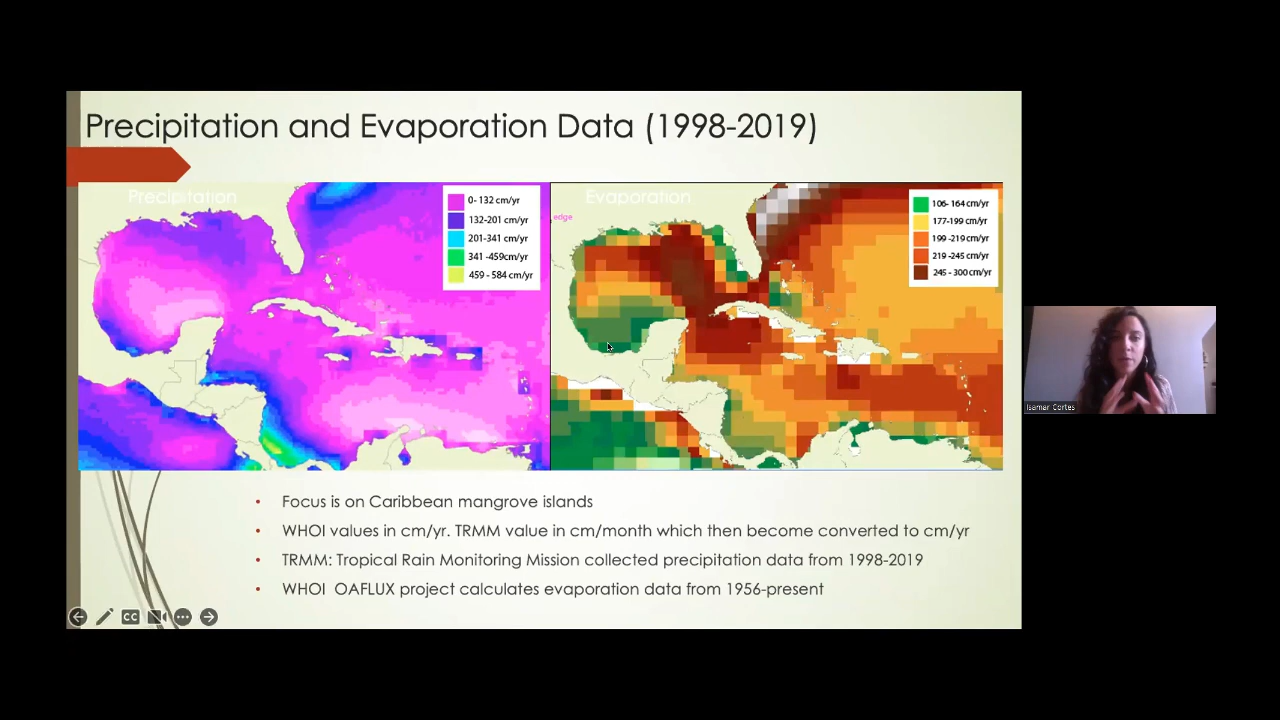 Precipitation and Evaporation Data (1998-2019)
Precipitation
0- 132 cm/yr
132-201 cm/yr
201-341 cm/yr
341 -459cm/yr
459 - 584 cm/yr
edge
Evaporation
106- 164 cm/yr
177-199 cm/yr
199 -219 cm/yr
219 -245 cm/yr
245 - 300 cm/yr
Isamar Cortes
• Focus is on Caribbean mangrove islands
• WHOI values in cm/yr. TRMM value in cm/month which then become converted to cm/yr
• TRMM: Tropical Rain Monitoring Mission collected precipitation data from 1998-2019
• WHOI OAFLUX project calculates evaporation data from 1956-present
CC